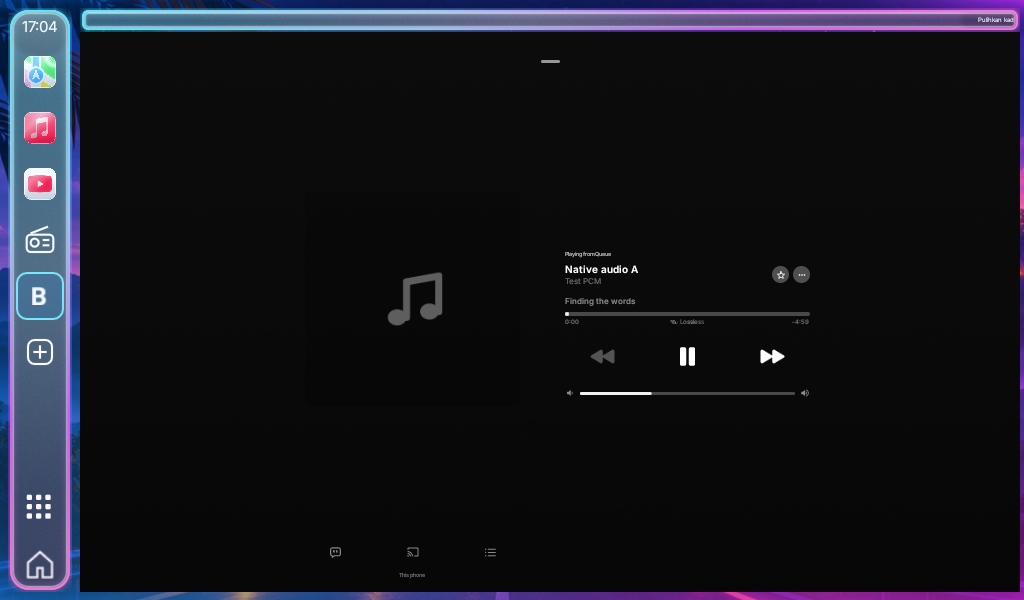 17:04
Pulihkan kad
B
Playing from Queue
Native audio A
Test PCM
Finding the words
0:00
Lossless
-4:59
This phone